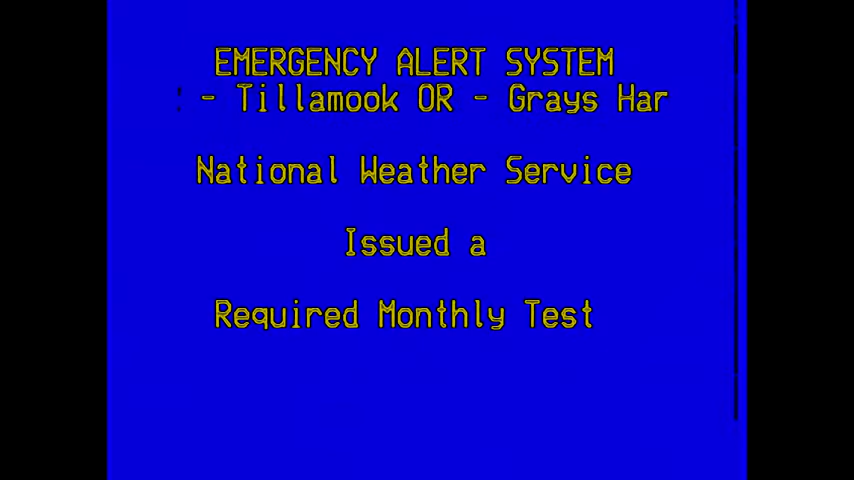 EMERGENCY ALERT SYSTEM
- Tillamook OR - Grays Har
National Weather Service
Issued a
Required Monthly Test